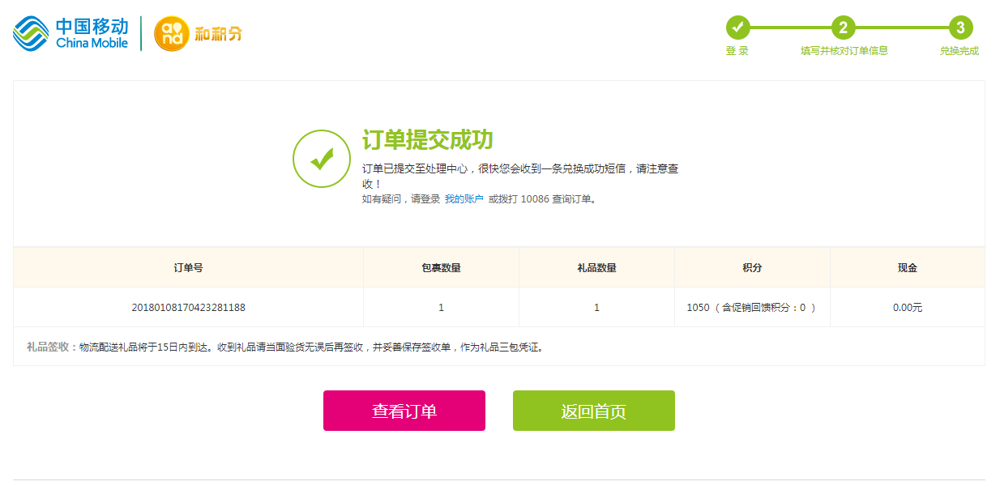 中国移动
China Mobile
and
和积分
2
3
登 录
填写并核对订单信息
兑换完成
订单提交成功
订单已提交至处理中心，很快您会收到一条兑换成功短信，请注意查
收！
如有疑问，请登录 我的账户 或拨打 10086 查询订单。
订单号 包裹数量 礼品数量 积分 现金
20180108170423281188 1 1 1050 （ 含促销回馈积分：0 ） 0.00元
礼品签收：物流配送礼品将于15日内到达。收到礼品请当面验货无误后再签收，并妥善保存签收单，作为礼品三包凭证。
查看订单 返回首页